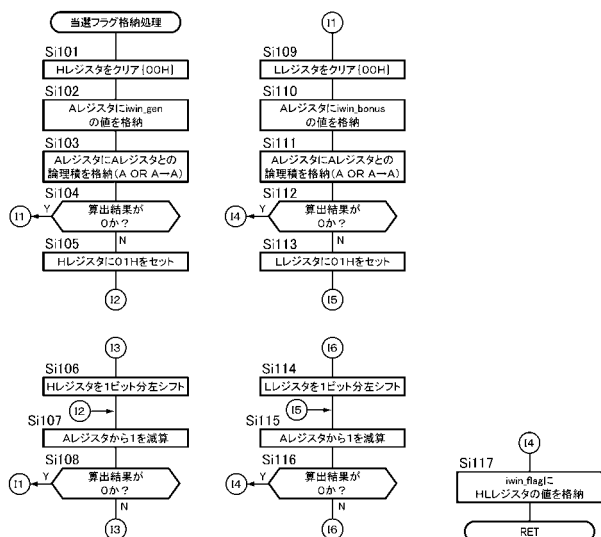 当選フラグ格納処理
Si101
Hレジスタをクリア{00H}
Si102
Aレジスタにiwin_gen
の値を格納
Si103
AレジスタにAレジスタとの
論理積を格納(A OR A→A)
Si104
算出結果が
0か?
Y
I1
N
Si105
Hレジスタに01Hをセット
I2
I1
Si109
Lレジスタをクリア{00H}
Si110
Aレジスタにiwin_bonus
の値を格納
Si111
AレジスタにAレジスタとの
論理積を格納(A OR A→A)
Si112
算出結果が
0か?
Y
I4
N
Si113
Lレジスタに01Hをセット
I5
I3
Si106
Hレジスタを1ビット分左シフト
I2
Si107
Aレジスタから1を減算
Si108
算出結果が
0か?
Y
I1
N
I3
I6
Si114
Lレジスタを1ビット分左シフト
I5
Si115
Aレジスタから1を減算
Si116
算出結果が
0か?
Y
I4
N
I6
I4
Si117
iwin_flagに
HLレジスタの値を格納
RET